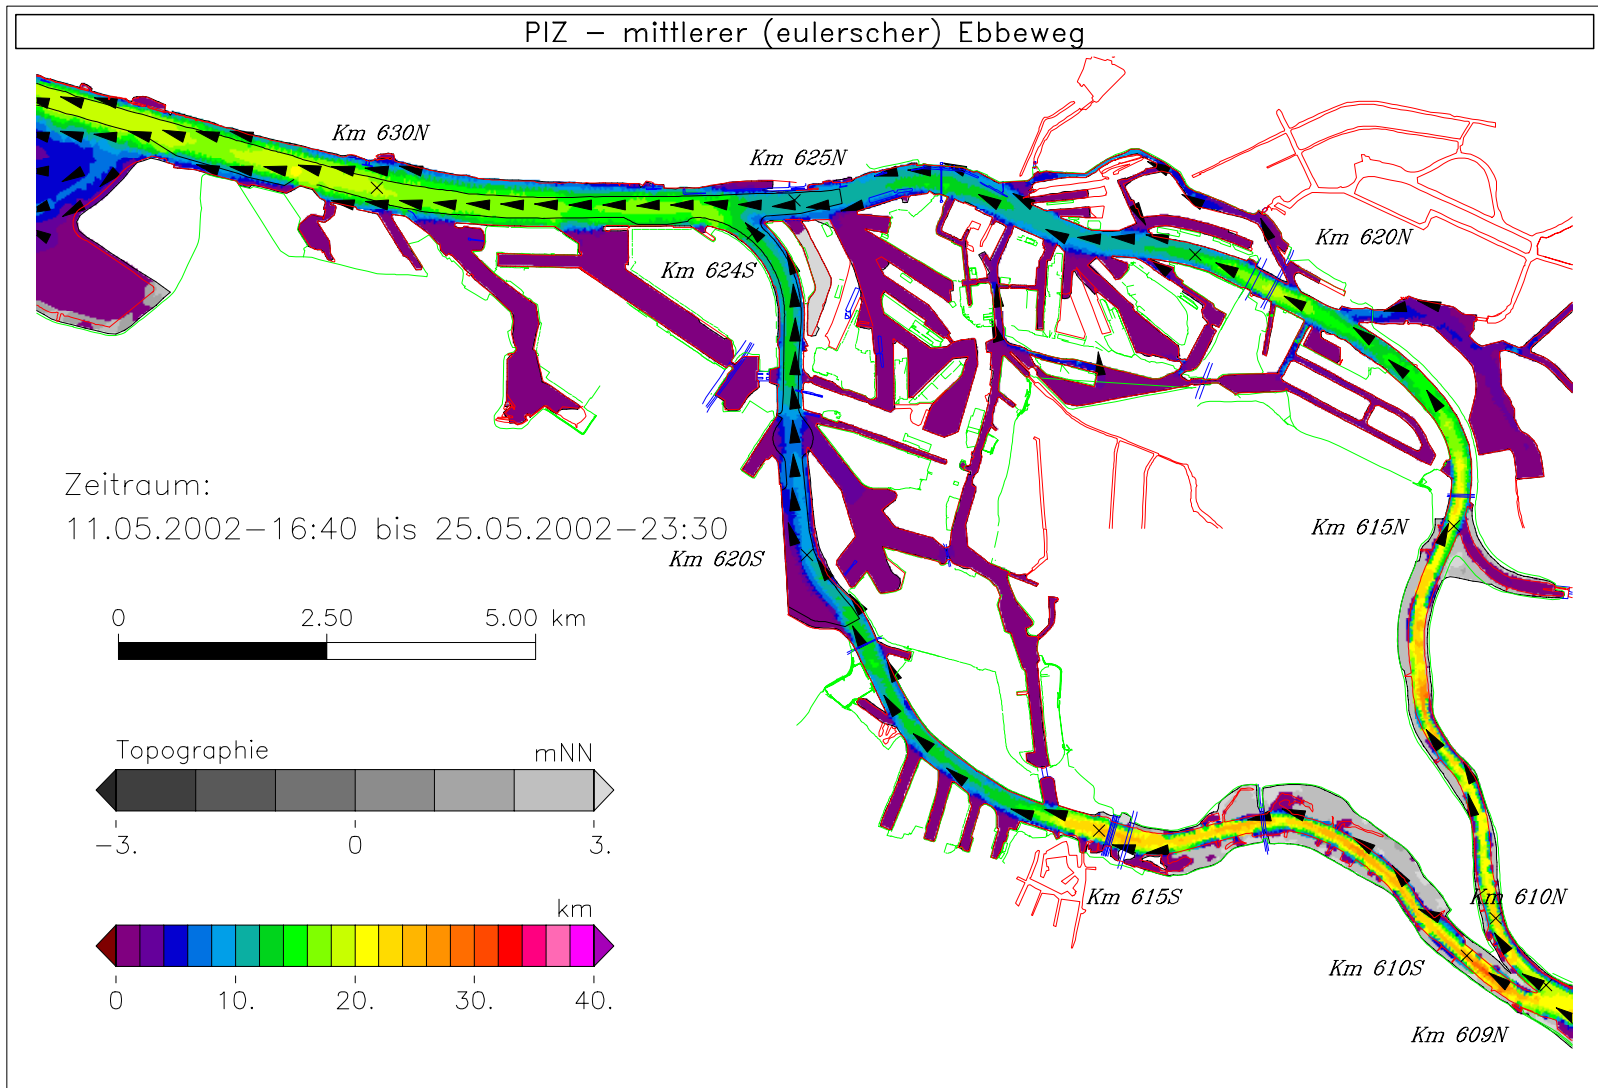 PIZ - mittlerer (eulerscher) Ebbeweg
Km 630N
Km 625N
Km 620N
Km 624S
Zeitraum:
11.05.2002-16:40 bis 25.05.2002-23:30
Km 615N
Km 620S
0 2.50 5.00 km
Topographie mNN
-3. 0 3.
Km 615S
Km 610N
km
Km 610S
0 10. 20. 30. 40.
Km 609N